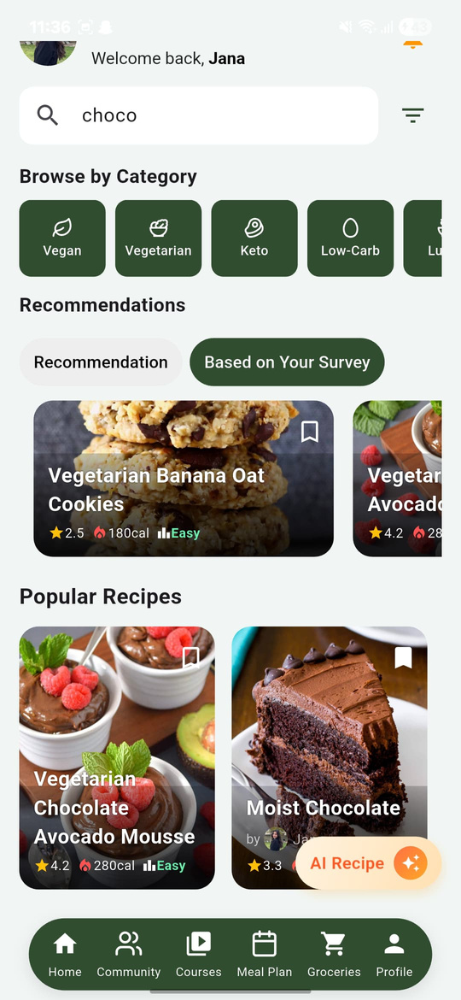 11:36
Welcome back, Jana
choco
Browse by Category
Vegan
Vegetarian
Keto
Low-Carb
Lu
Recommendations
Recommendation
Based on Your Survey
Vegetarian Banana Oat
Cookies
2.5 180cal Easy
Vegetar
Avocado
4.2 28
Popular Recipes
Vegetarian
Chocolate
Avocado Mousse
4.2 280cal Easy
Moist Chocolate
by Ja
3.3
AI Recipe
Home
Community
Courses
Meal Plan
Groceries
Profile